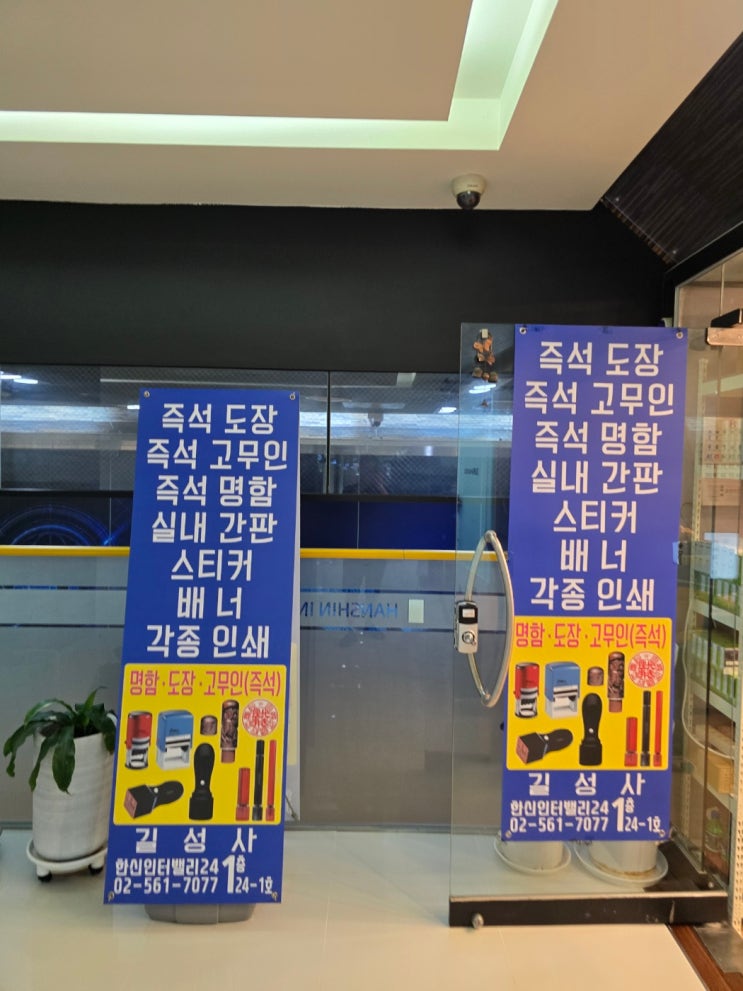 즉석 도장
즉석 고무인
즉석 명함
실내 간판
스티커
배 너
각종 인쇄
명함·도장·고무인(즉석)
길 성 사
한신인터밸리24 1층
02-561-7077 24-1호
HANSHIN IN
즉석 도장
즉석 고무인
즉석 명함
실내 간판
스티커
배 너
각종 인쇄
명함·도장·고무인(즉석)
길 성 사
한신인터밸리24 1층
02-561-7077 24-1호